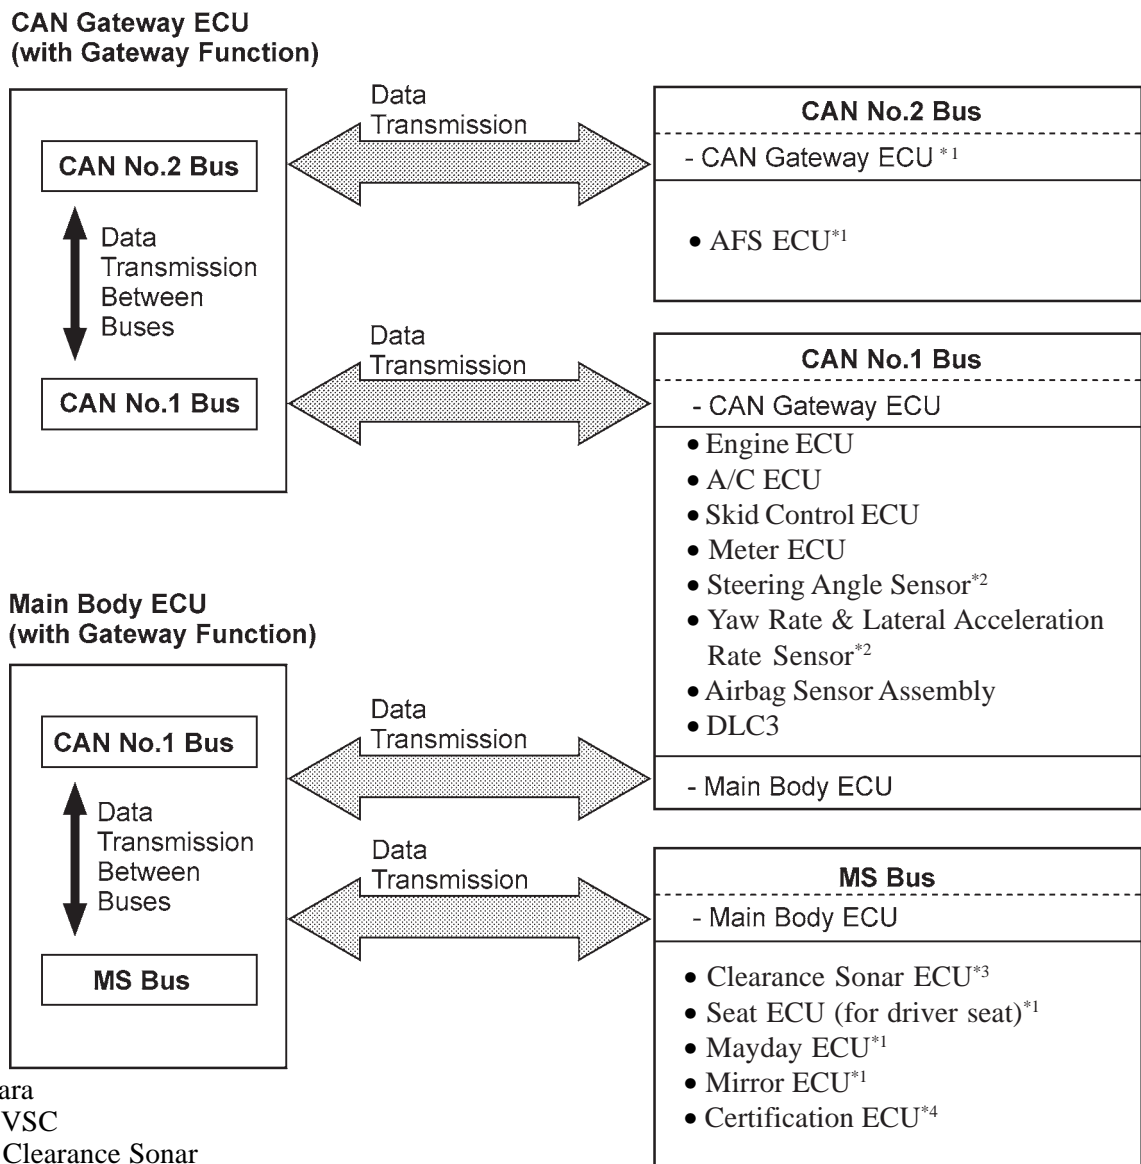 CAN Gateway ECU
(with Gateway Function)
CAN No.2 Bus
Data
Transmission
Between
Buses
CAN No.1 Bus
Data
Transmission
Data
Transmission
CAN No.2 Bus
- CAN Gateway ECU *1
• AFS ECU*1
CAN No.1 Bus
- CAN Gateway ECU
• Engine ECU
• A/C ECU
• Skid Control ECU
• Meter ECU
• Steering Angle Sensor*2
• Yaw Rate & Lateral Acceleration
Rate Sensor*2
• Airbag Sensor Assembly
• DLC3
- Main Body ECU
Main Body ECU
(with Gateway Function)
CAN No.1 Bus
Data
Transmission
Between
Buses
MS Bus
Data
Transmission
Data
Transmission
MS Bus
- Main Body ECU
• Clearance Sonar ECU*3
• Seat ECU (for driver seat)*1
• Mayday ECU*1
• Mirror ECU*1
• Certification ECU*4
VSC
Clearance Sonar